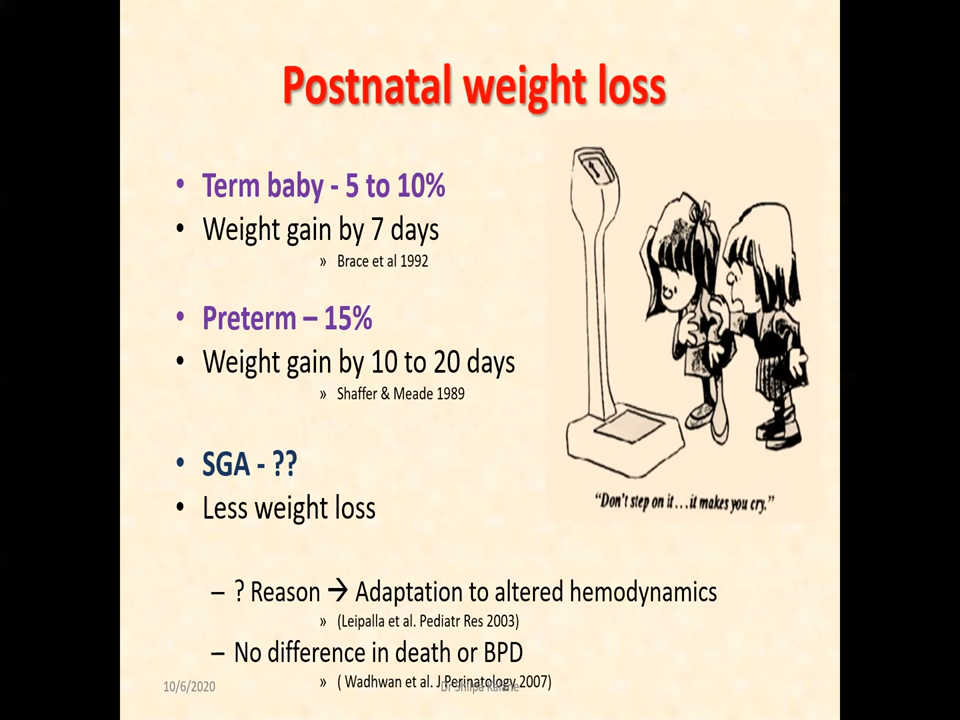 Postnatal weight loss
• Term baby - 5 to 10%
• Weight gain by 7 days
» Brace et al 1992
• Preterm – 15%
• Weight gain by 10 to 20 days
» Shaffer & Meade 1989
• SGA - ??
• Less weight loss
"Don't step on it...it makes you cry."
– ? Reason → Adaptation to altered hemodynamics
» (Leipalla et al. Pediatr Res 2003)
– No difference in death or BPD
» ( Wadhwan et al. J Perinatology 2007)
10/6/2020
Dr Shilpa